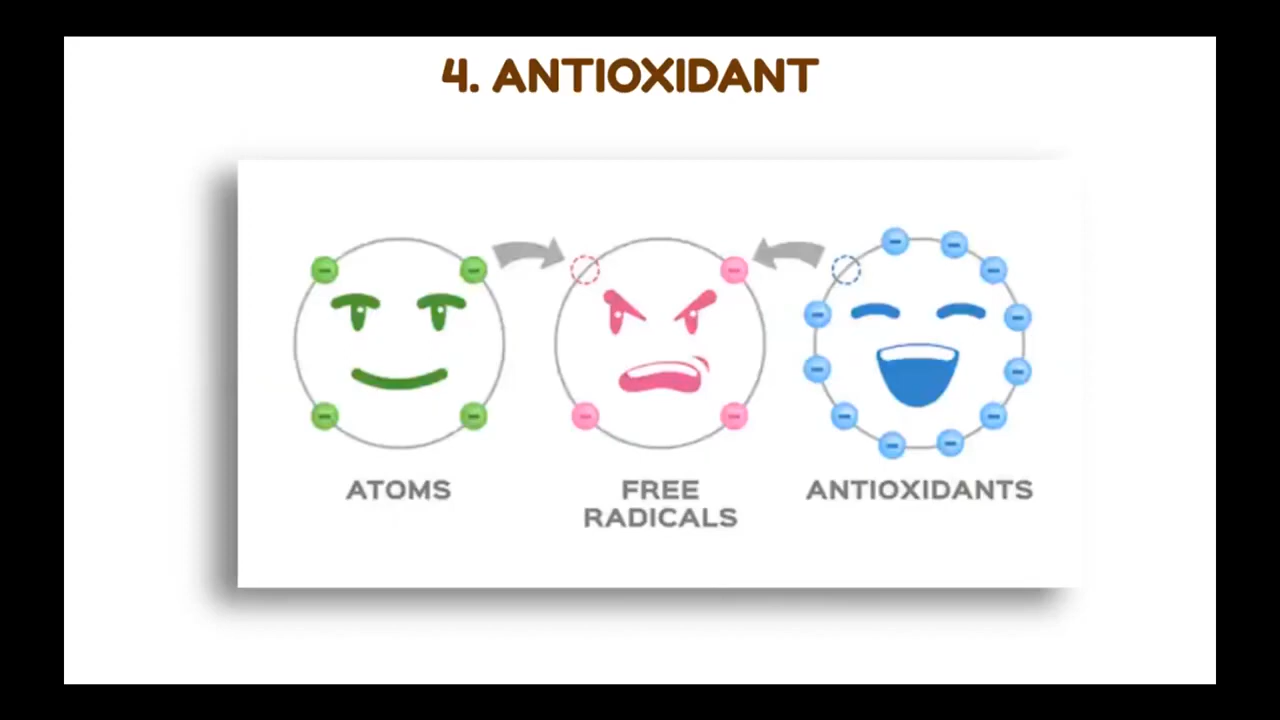 4. ANTIOXIDANT
ATOMS
FREE
RADICALS
ANTIOXIDANTS